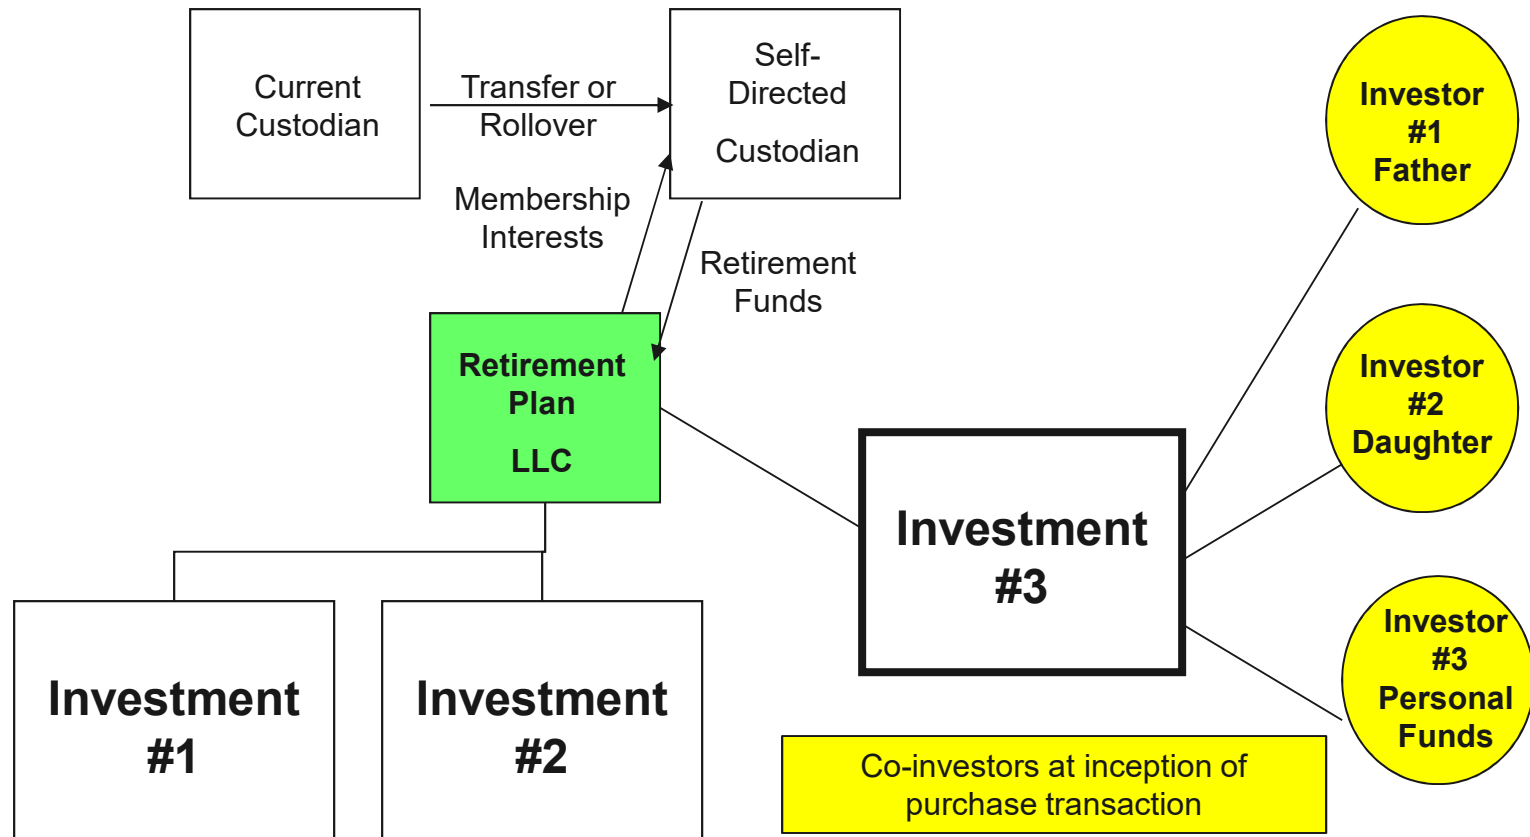 Current
Custodian
Transfer or
Rollover
Self-
Directed
Custodian
Membership
Interests
Retirement
Funds
Retirement
Plan
LLC
Investment
#1
Investment
#2
Investment
#3
Investor
#1
Father
Investor
#2
Daughter
Investor
#3
Personal
Funds
Co-investors at inception of
purchase transaction